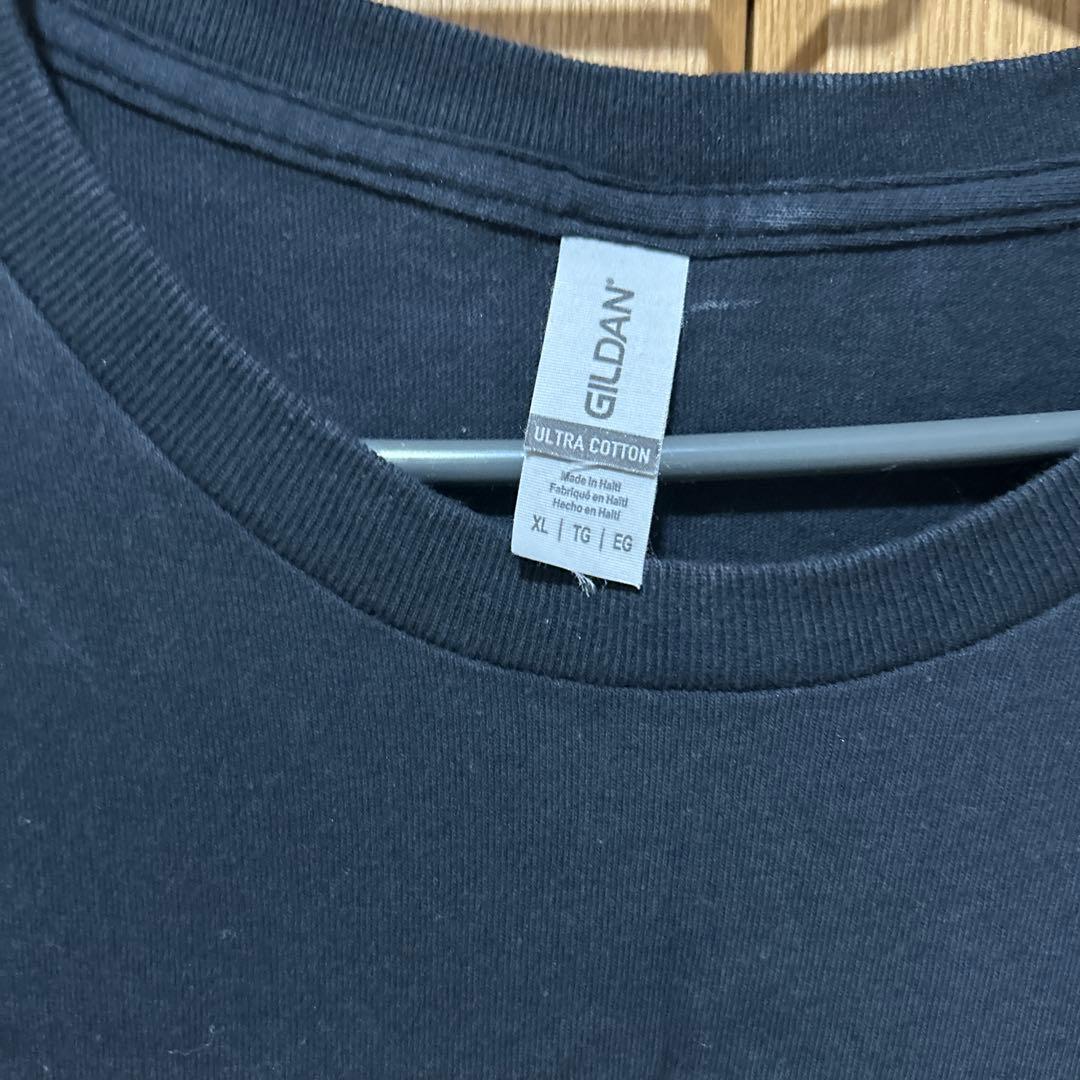 GILDAN®
ULTRA COTTON
Made in Haiti
Fabriqué en Haïti
Hecho en Haití
XL | TG | EG